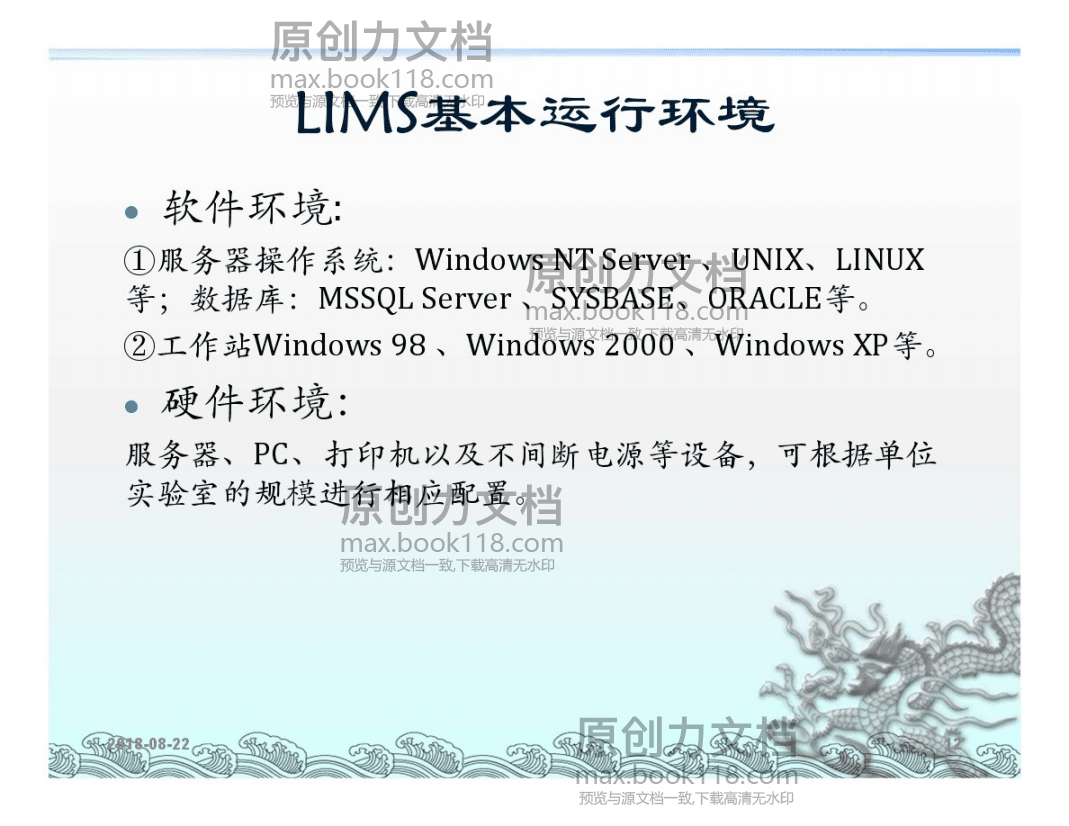 原创力文档
max.book118.com
预览与源文档一致,下载高清无水印
LIMS基本运行环境
• 软件环境:
①服务器操作系统：Windows NT Server 、UNIX、LINUX
等；数据库：MSSQL Server 、SYSBASE、ORACLE等。
原创力文档
max.book118.com
预览与源文档一致,下载高清无水印
②工作站Windows 98 、Windows 2000 、Windows XP等。
• 硬件环境：
服务器、PC、打印机以及不间断电源等设备，可根据单位
实验室的规模进行相应配置。
原创力文档
max.book118.com
预览与源文档一致,下载高清无水印
2018-08-22
12
原创力文档
max.book118.com
预览与源文档一致,下载高清无水印